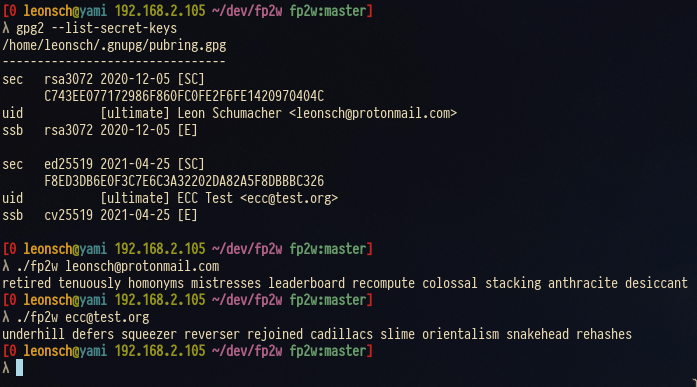 [0 leonsch@yami 192.168.2.105 ~/dev/fp2w fp2w:master]
λ gpg2 --list-secret-keys
/home/leonsch/.gnupg/pubring.gpg
--------------------------------
sec   rsa3072 2020-12-05 [SC]
      C743EE077172986F860FC0FE2F6FE1420970404C
uid           [ultimate] Leon Schumacher <leonsch@protonmail.com>
ssb   rsa3072 2020-12-05 [E]

sec   ed25519 2021-04-25 [SC]
      F8ED3DB6E0F3C7E6C3A32202DA82A5F8DBBBC326
uid           [ultimate] ECC Test <ecc@test.org>
ssb   cv25519 2021-04-25 [E]

[0 leonsch@yami 192.168.2.105 ~/dev/fp2w fp2w:master]
λ ./fp2w leonsch@protonmail.com
retired tenuously homonyms mistresses leaderboard recompute colossal stacking anthracite desiccant
[0 leonsch@yami 192.168.2.105 ~/dev/fp2w fp2w:master]
λ ./fp2w ecc@test.org
underhill defers squeezer reverser rejoined cadillacs slime orientalism snakehead rehashes
[0 leonsch@yami 192.168.2.105 ~/dev/fp2w fp2w:master]
λ